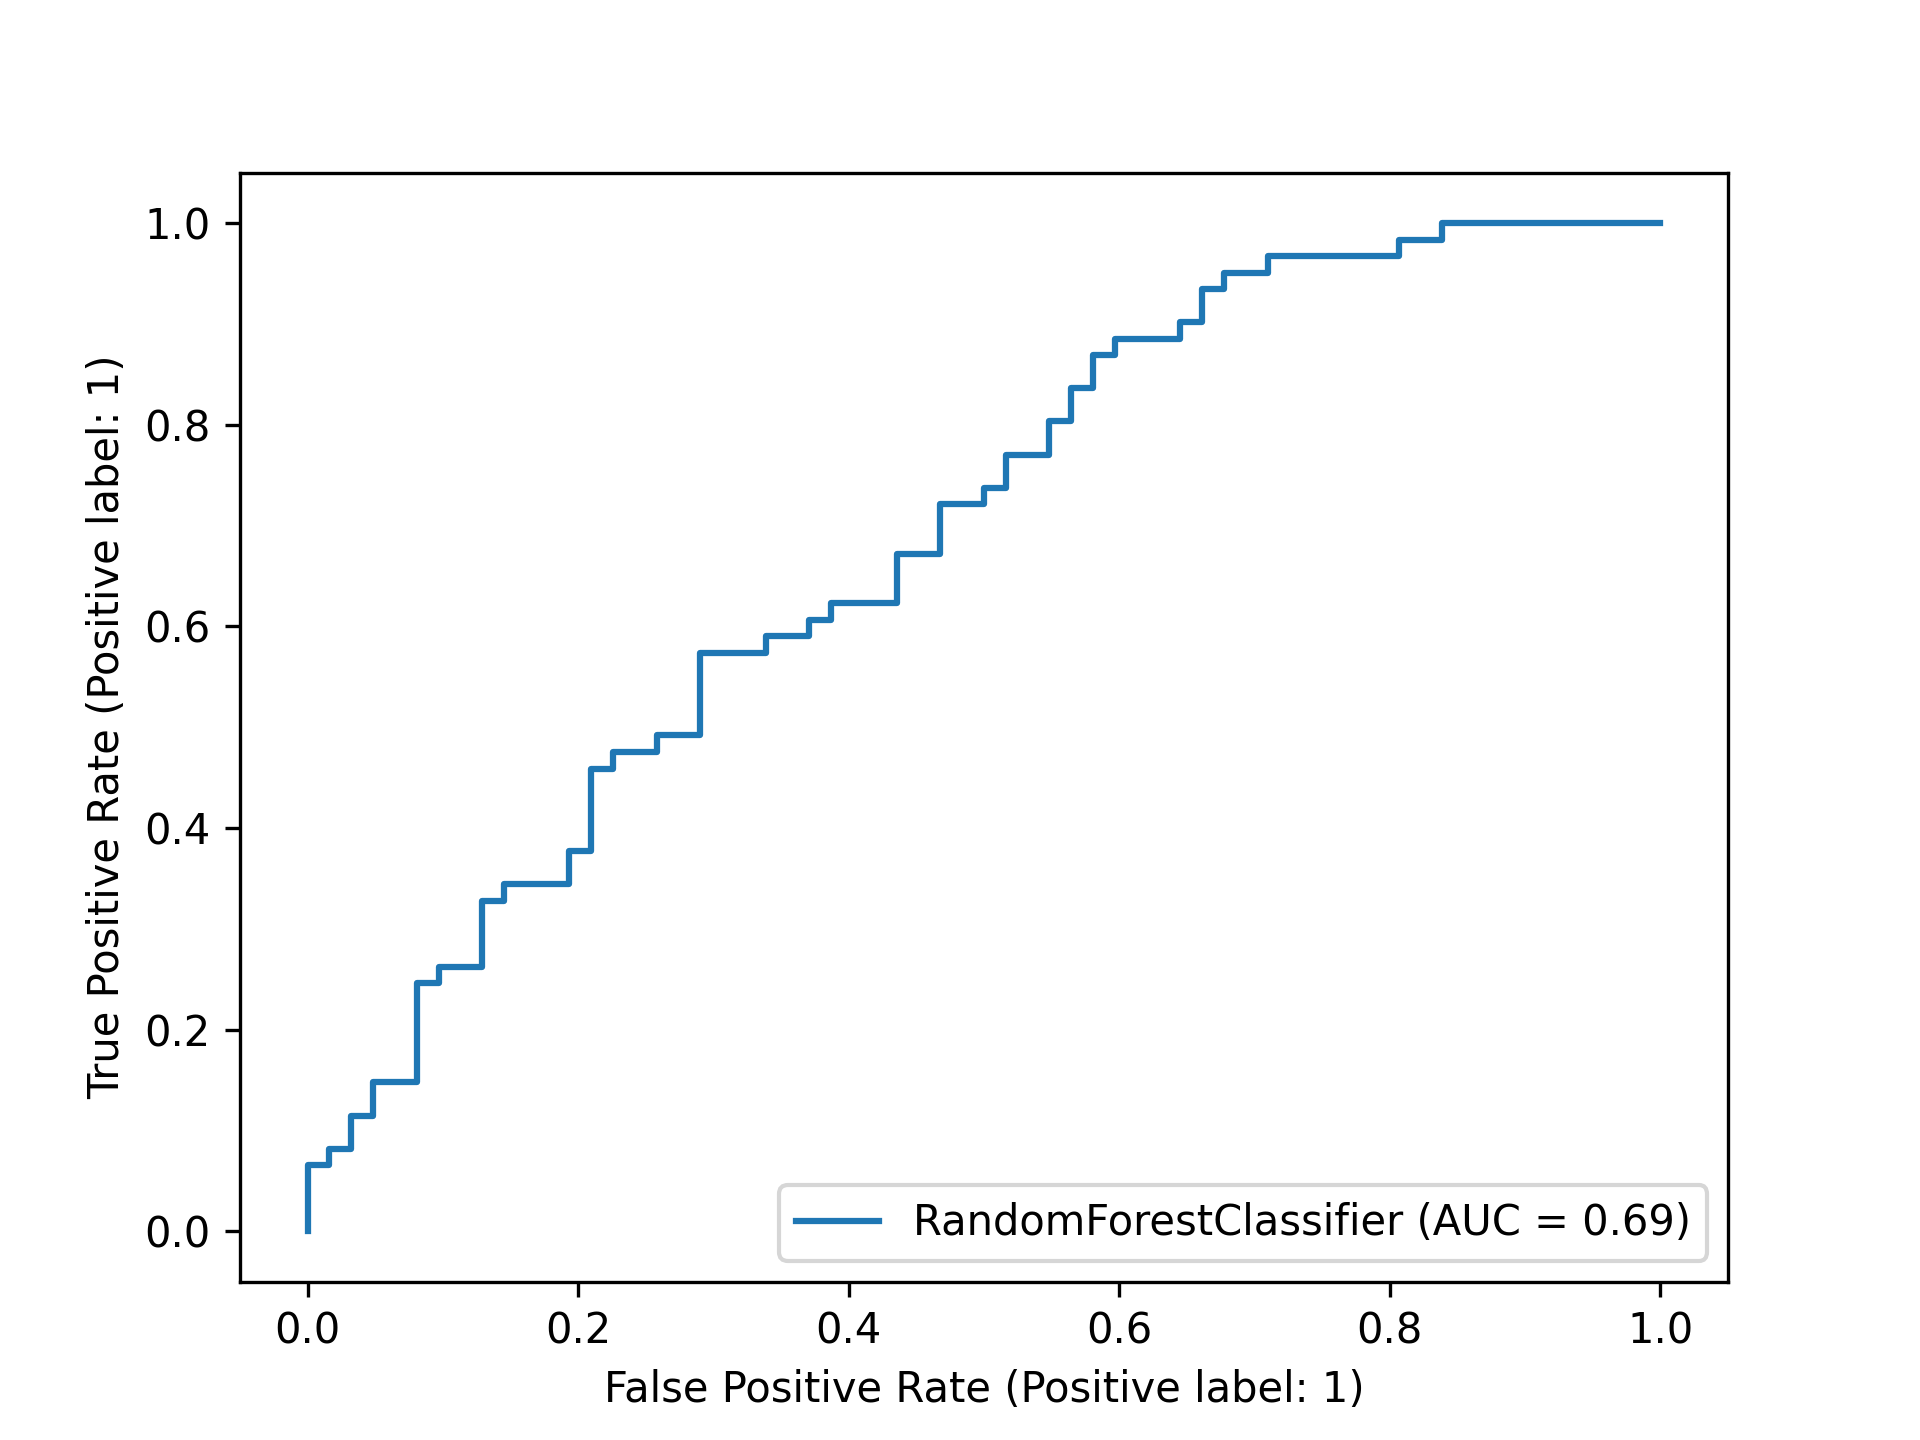 True Positive Rate (Positive label: 1)
1.0
0.8
0.6
0.4
0.2
0.0
RandomForestClassifier (AUC = 0.69)
0.0 0.2 0.4 0.6 0.8 1.0
False Positive Rate (Positive label: 1)